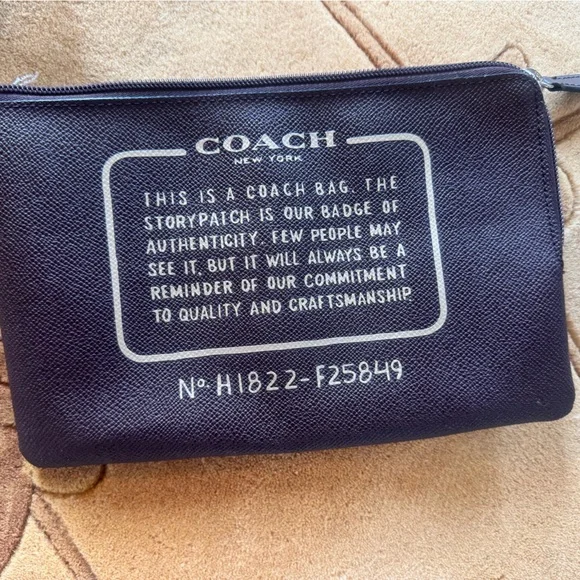 COACH
NEW YORK
THIS IS A COACH BAG. THE
STORYPATCH IS OUR BADGE OF
AUTHENTICITY. FEW PEOPLE MAY
SEE IT, BUT IT WILL ALWAYS BE A
REMINDER OF OUR COMMITMENT
TO QUALITY AND CRAFTSMANSHIP.
Nº. H1822-F25849